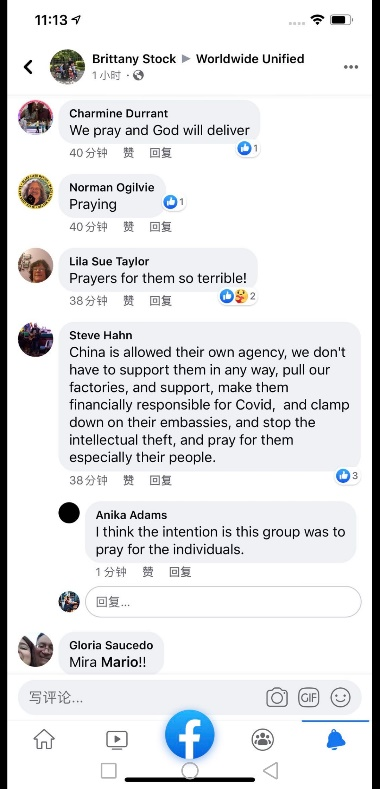 11:13
Brittany Stock ▶ Worldwide Unified
1小时 ·
Charmine Durrant
We pray and God will deliver
40分钟 赞 回复 1
Norman Ogilvie
Praying
1
40分钟 赞 回复
Lila Sue Taylor
Prayers for them so terrible!
38分钟 赞 回复 2
Steve Hahn
China is allowed their own agency, we don't
have to support them in any way, pull our
factories, and support, make them
financially responsible for Covid, and clamp
down on their embassies, and stop the
intellectual theft, and pray for them
especially their people.
38分钟 赞 回复 3
Anika Adams
I think the intention is this group was to
pray for the individuals.
1分钟 赞 回复
回复...
Gloria Saucedo
Mira Mario!!
写评论... GIF